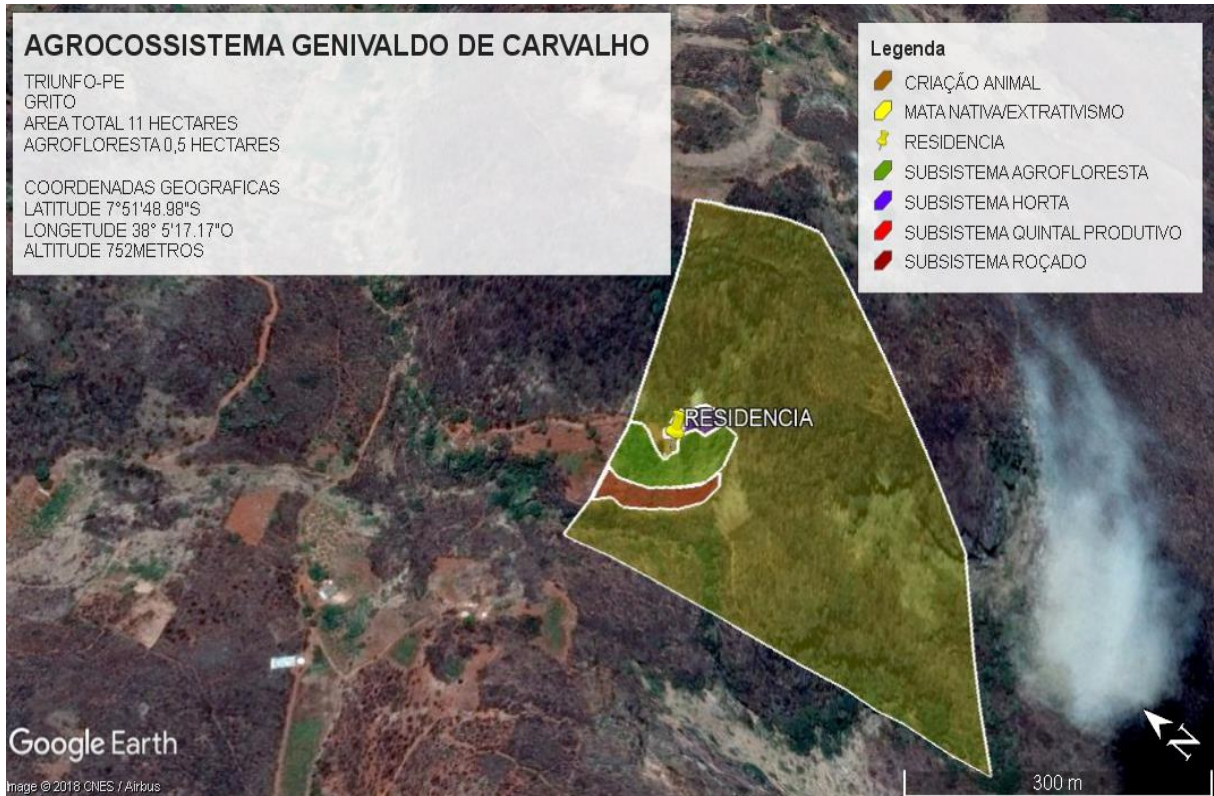 AGROCOSSISTEMA GENIVALDO DE CARVALHO
TRIUNFO-PE
GRITO
AREA TOTAL 11 HECTARES
AGROFLORESTA 0,5 HECTARES
COORDENADAS GEOGRAFICAS
LATITUDE 7°51'48.98"S
LONGETUDE 38° 5'17.17"O
ALTITUDE 752METROS
Legenda
CRIAÇÃO ANIMAL
MATA NATIVA/EXTRATIVISMO
RESIDENCIA
SUBSISTEMA AGROFLORESTA
SUBSISTEMA HORTA
SUBSISTEMA QUINTAL PRODUTIVO
SUBSISTEMA ROÇADO
RESIDENCIA
Google Earth
Image © 2018 CNES / Airbus
N
300 m